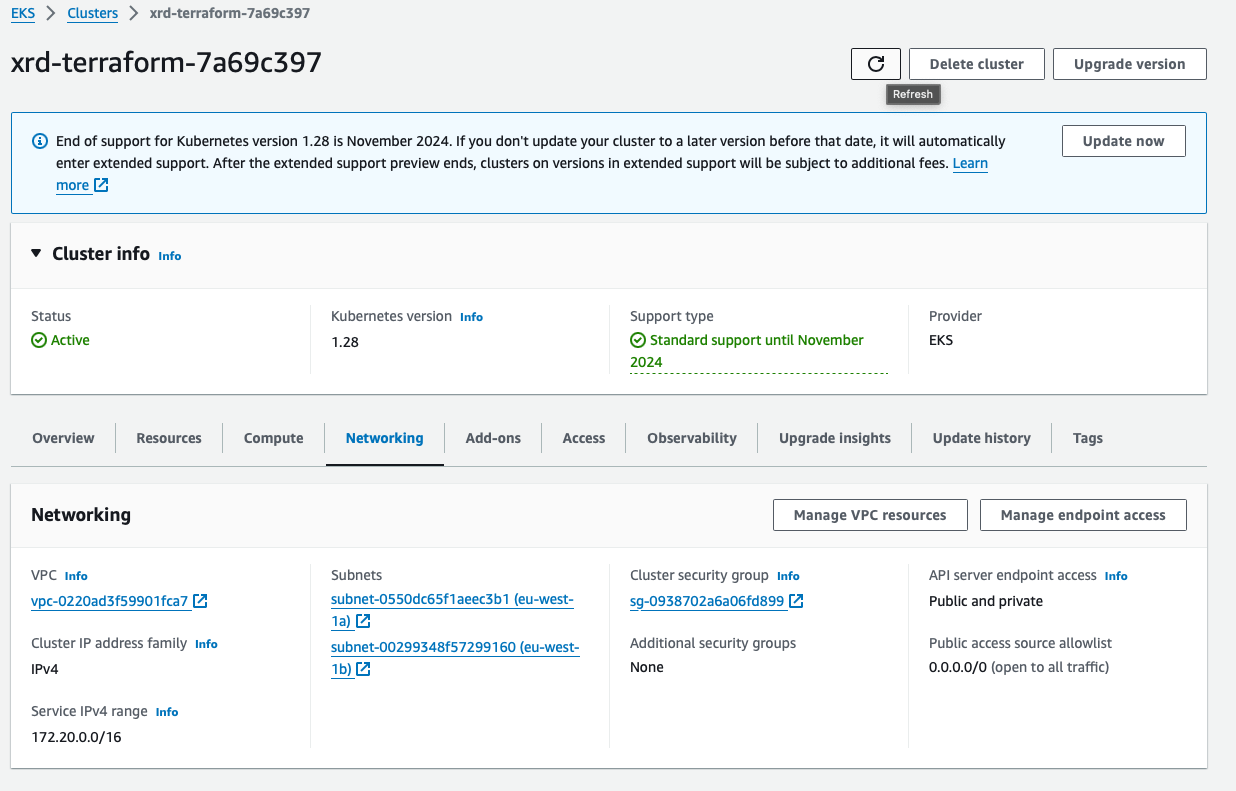 EKS > Clusters > xrd-terraform-7a69c397
xrd-terraform-7a69c397
Delete cluster
Upgrade version
Refresh
End of support for Kubernetes version 1.28 is November 2024. If you don't update your cluster to a later version before that date, it will automatically
enter extended support. After the extended support preview ends, clusters on versions in extended support will be subject to additional fees. Learn
more
Update now
Cluster info Info
Status
Active
Kubernetes version Info
1.28
Support type
Standard support until November
2024
Provider
EKS
Overview
Resources
Compute
Networking
Add-ons
Access
Observability
Upgrade insights
Update history
Tags
Networking
Manage VPC resources
Manage endpoint access
VPC Info
vpc-0220ad3f59901fca7
Cluster IP address family Info
IPv4
Service IPv4 range Info
172.20.0.0/16
Subnets
subnet-0550dc65f1aeec3b1 (eu-west-
1a)
subnet-00299348f57299160 (eu-west-
1b)
Cluster security group Info
sg-0938702a6a06fd899
Additional security groups
None
API server endpoint access Info
Public and private
Public access source allowlist
0.0.0.0/0 (open to all traffic)